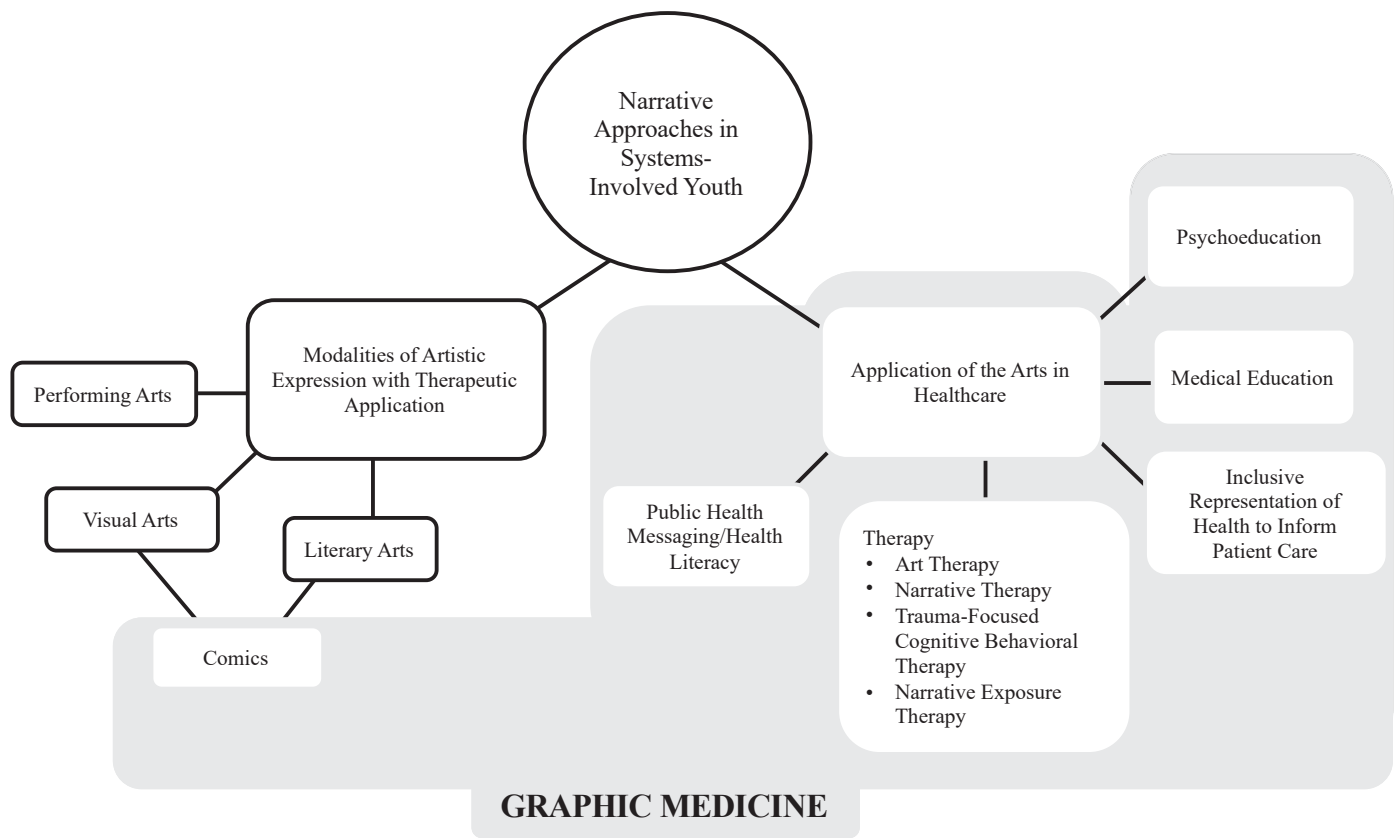 Narrative
Approaches in
Systems-
Involved Youth
Modalities of Artistic
Expression with Therapeutic
Application
Performing Arts
Visual Arts
Literary Arts
Comics
Application of the Arts in
Healthcare
Psychoeducation
Medical Education
Inclusive
Representation of
Health to Inform
Patient Care
Public Health
Messaging/Health
Literacy
Therapy
• Art Therapy
• Narrative Therapy
• Trauma-Focused
Cognitive Behavioral
Therapy
• Narrative Exposure
Therapy
GRAPHIC MEDICINE